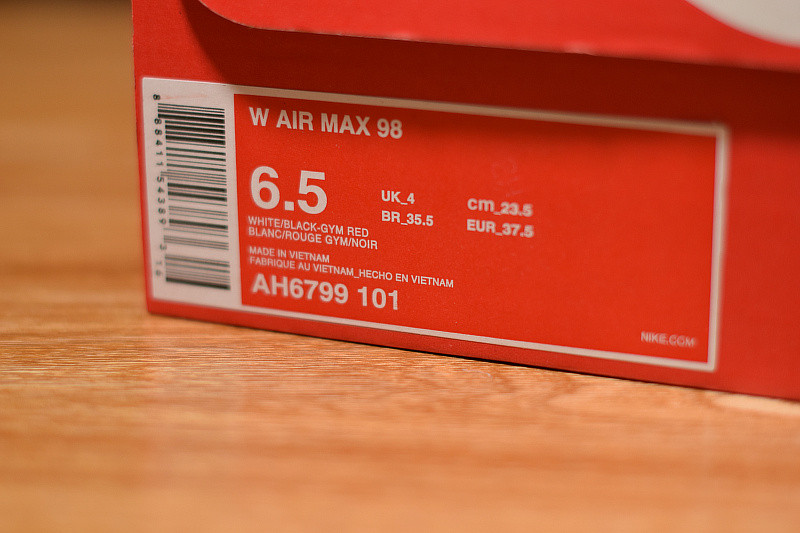 W AIR MAX 98
6.5
UK_4
BR_35.5
cm_23.5
EUR_37.5
WHITE/BLACK-GYM RED
BLANC/ROUGE GYM/NOIR
MADE IN VIETNAM
FABRIQUE AU VIETNAM_HECHO EN VIETNAM
AH6799 101
NIKE.COM